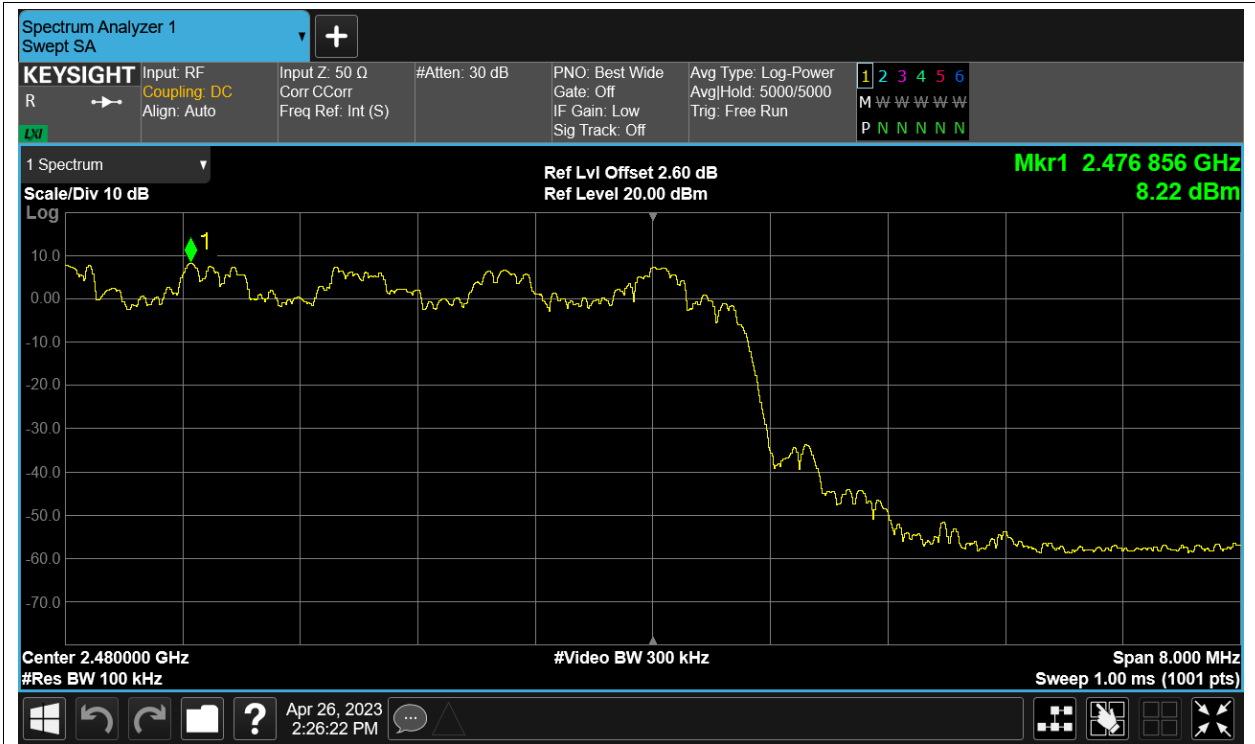 Spectrum Analyzer 1
Swept SA
KEYSIGHT
R
LXI
Input: RF
Coupling: DC
Align: Auto
Input Z: 50 Ω
Corr CCorr
Freq Ref: Int (S)
#Atten: 30 dB
PNO: Best Wide
Gate: Off
IF Gain: Low
Sig Track: Off
Avg Type: Log-Power
Avg|Hold: 5000/5000
Trig: Free Run
1 2 3 4 5 6
M W W W W W
P N N N N N
1 Spectrum
Scale/Div 10 dB
Log
Ref Lvl Offset 2.60 dB
Ref Level 20.00 dBm
Mkr1 2.476 856 GHz
8.22 dBm
1
10.0
0.00
-10.0
-20.0
-30.0
-40.0
-50.0
-60.0
-70.0
Center 2.480000 GHz
#Video BW 300 kHz
Span 8.000 MHz
#Res BW 100 kHz
Sweep 1.00 ms (1001 pts)
?
Apr 26, 2023
2:26:22 PM